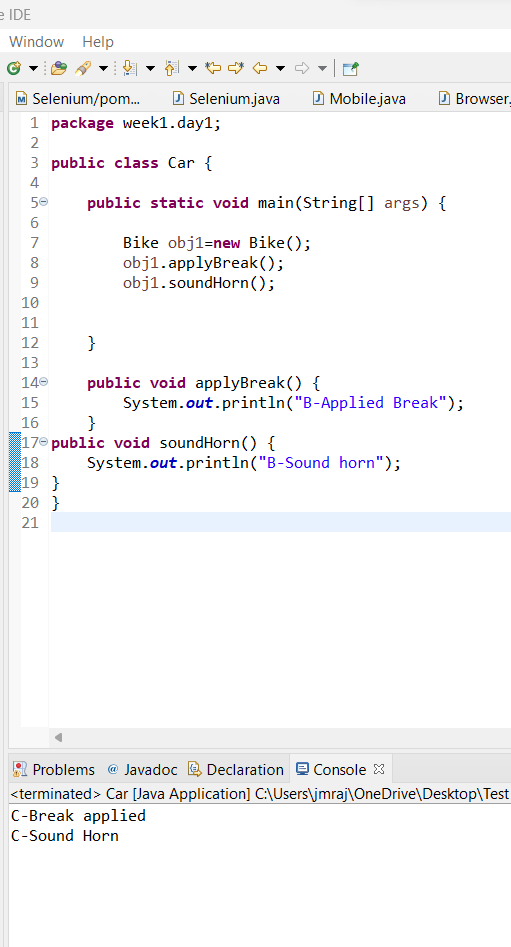 e IDE
Window Help
Selenium/pom... Selenium.java Mobile.java Browser.
1 package week1.day1;
2
3 public class Car {
4
5 public static void main(String[] args) {
6
7 Bike obj1=new Bike();
8 obj1.applyBreak();
9 obj1.soundHorn();
10
11
12 }
13
14 public void applyBreak() {
15 System.out.println("B-Applied Break");
16 }
17 public void soundHorn() {
18 System.out.println("B-Sound horn");
19 }
20 }
21
Problems @ Javadoc Declaration Console
<terminated> Car [Java Application] C:\Users\jmraj\OneDrive\Desktop\Test
C-Break applied
C-Sound Horn